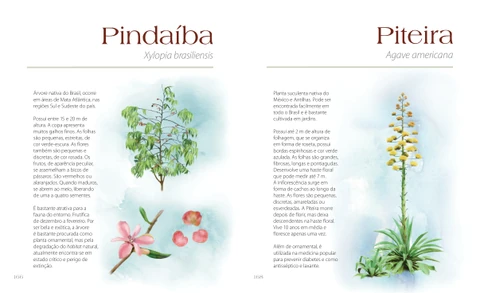 Pindaíba
Xylopia brasiliensis
Árvore nativa do Brasil, ocorre
em áreas de Mata Atlântica, nas
regiões Sul e Sudeste do país.
Possui entre 15 e 20 m de
altura. A copa apresenta
muitos galhos finos. As folhas
são pequenas, estreitas, de
cor verde-escura. As flores
também são pequenas e
discretas, de cor rosada. Os
frutos, de aparência peculiar,
se assemelham a bicos de
pássaros. São vermelhos ou
alaranjados. Quando maduros,
se abrem ao meio, liberando
de uma a quatro sementes.
É bastante atrativa para a
fauna do entorno. Frutifica
de dezembro a fevereiro. Por
ser bela e exótica, a árvore
é bastante procurada como
planta ornamental, mas pela
degradação do habitat natural,
atualmente encontra-se em
estado crítico e perigo de
extinção.
Piteira
Agave americana
Planta suculenta nativa do
México e Antilhas. Pode ser
encontrada facilmente em
todo o Brasil e é bastante
cultivada em jardins.
Possui até 2 m de altura de
folhagem, que se organiza
em forma de roseta, possui
bordas espinhosas e cor verde
azulada. As folhas são grandes,
fibrosas, longas e pontiagudas.
Desenvolve uma haste floral
que pode medir até 7 m.
A inflorescência surge em
forma de cachos ao longo da
haste. As flores são pequenas,
discretas, amareladas ou
esverdeadas. A Piteira morre
depois de florir, mas deixa
descendentes na haste floral.
Vive 10 anos em média e
floresce apenas uma vez.
Além de ornamental, é
utilizada na medicina popular
para prevenir diabetes e como
antisséptico e laxante.